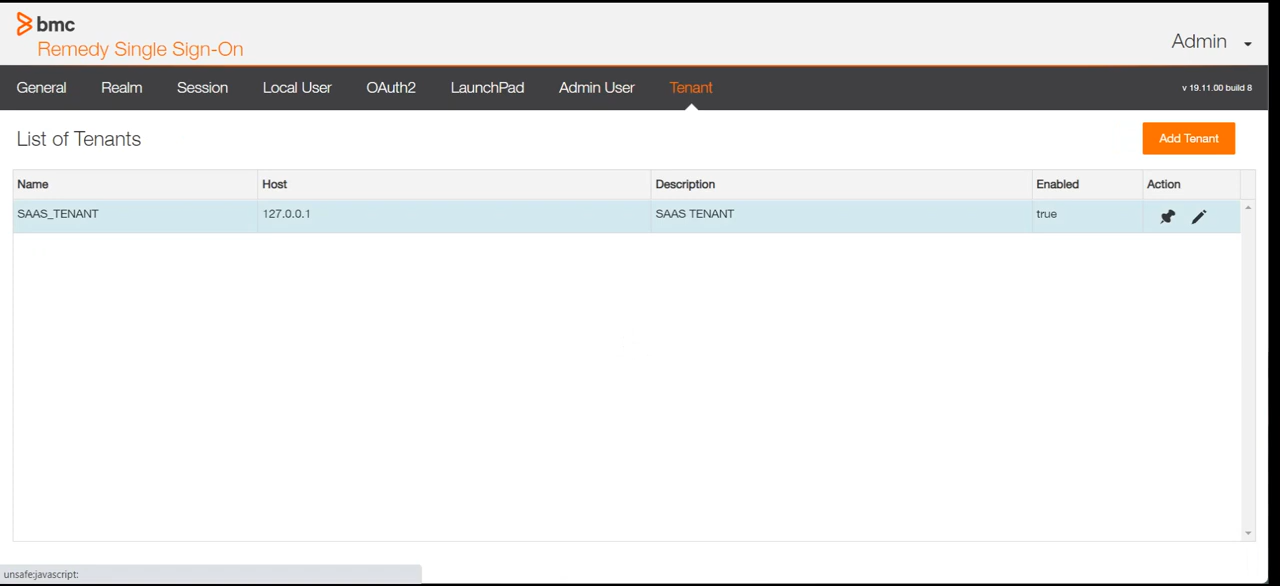 bmc
Remedy Single Sign-On
Admin
General Realm Session Local User OAuth2 LaunchPad Admin User Tenant v 19.11.00 build 8
List of Tenants
Add Tenant
Name Host Description Enabled Action
SAAS_TENANT 127.0.0.1 SAAS TENANT true
unsafe:javascript: